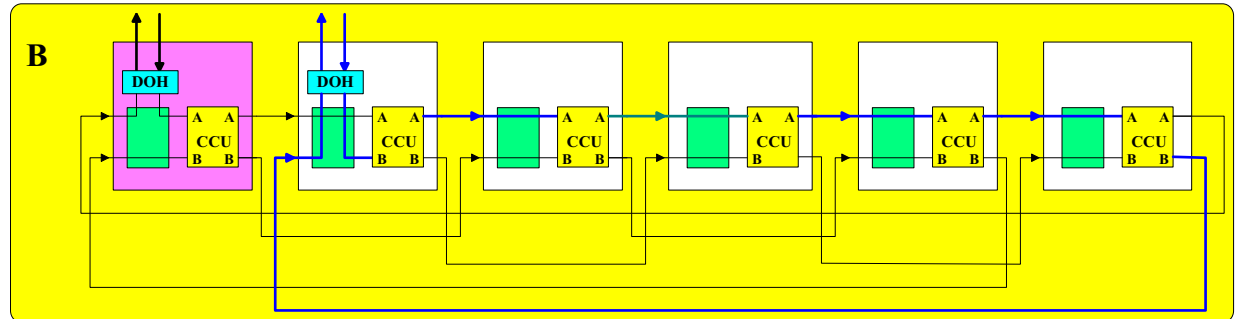 B
DOH DOH
A A A A A A A A A A A A
CCU CCU CCU CCU CCU CCU
B B B B B B B B B B B B